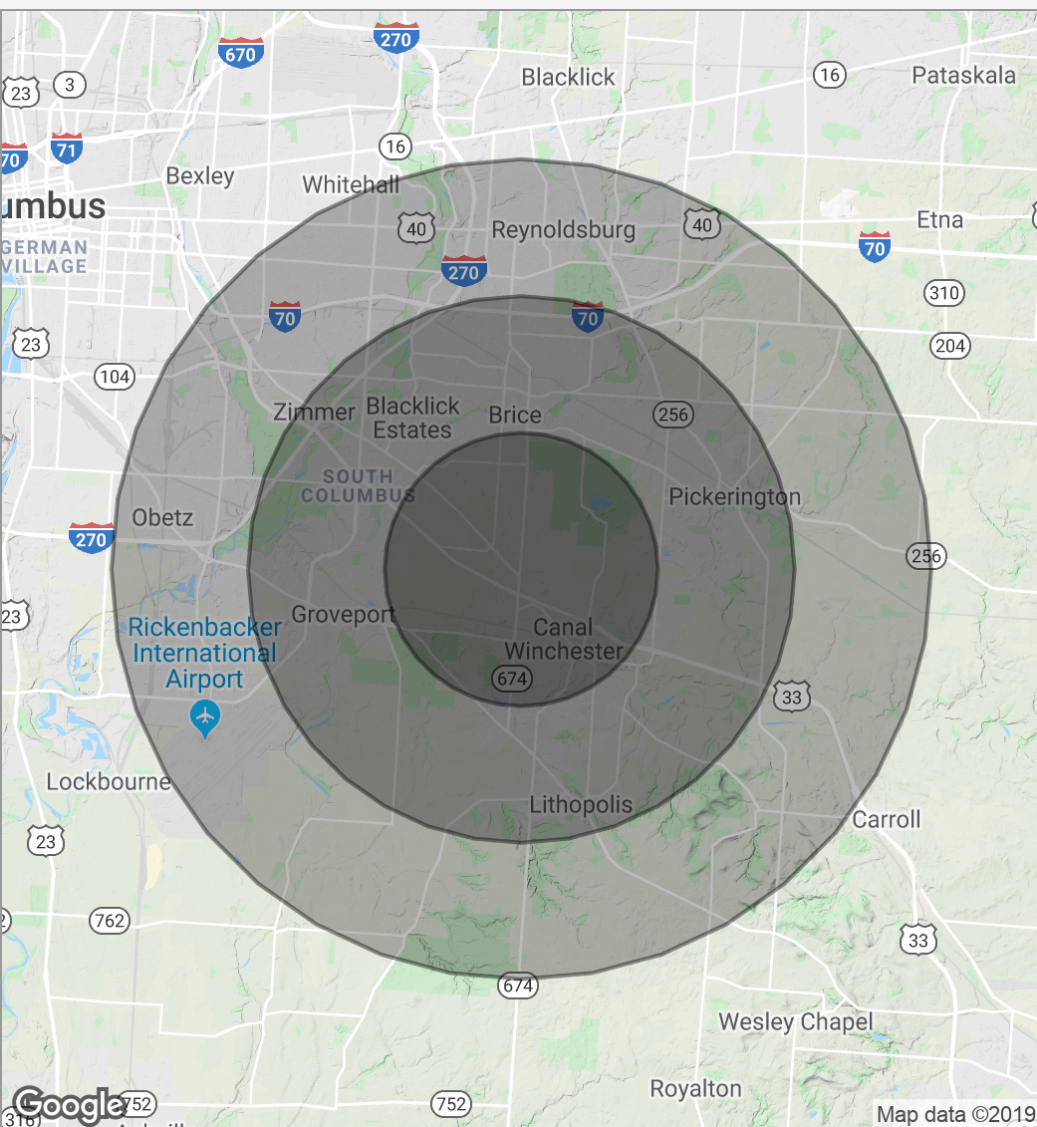 670
270
Blacklick
16
Pataskala
23
3
70
71
16
Bexley
Whitehall
umbus
40
Reynoldsburg
40
Etna
GERMAN
VILLAGE
70
270
310
70
70
23
104
204
Zimmer
Blacklick
Estates
Brice
256
SOUTH
COLUMBUS
Pickerington
Obetz
270
256
23
Groveport
Rickenbacker
International
Airport
Canal
Winchester
674
33
Lockbourne
Lithopolis
Carroll
23
762
33
674
Wesley Chapel
Royalton
Google
752
752
316
Map data ©2019